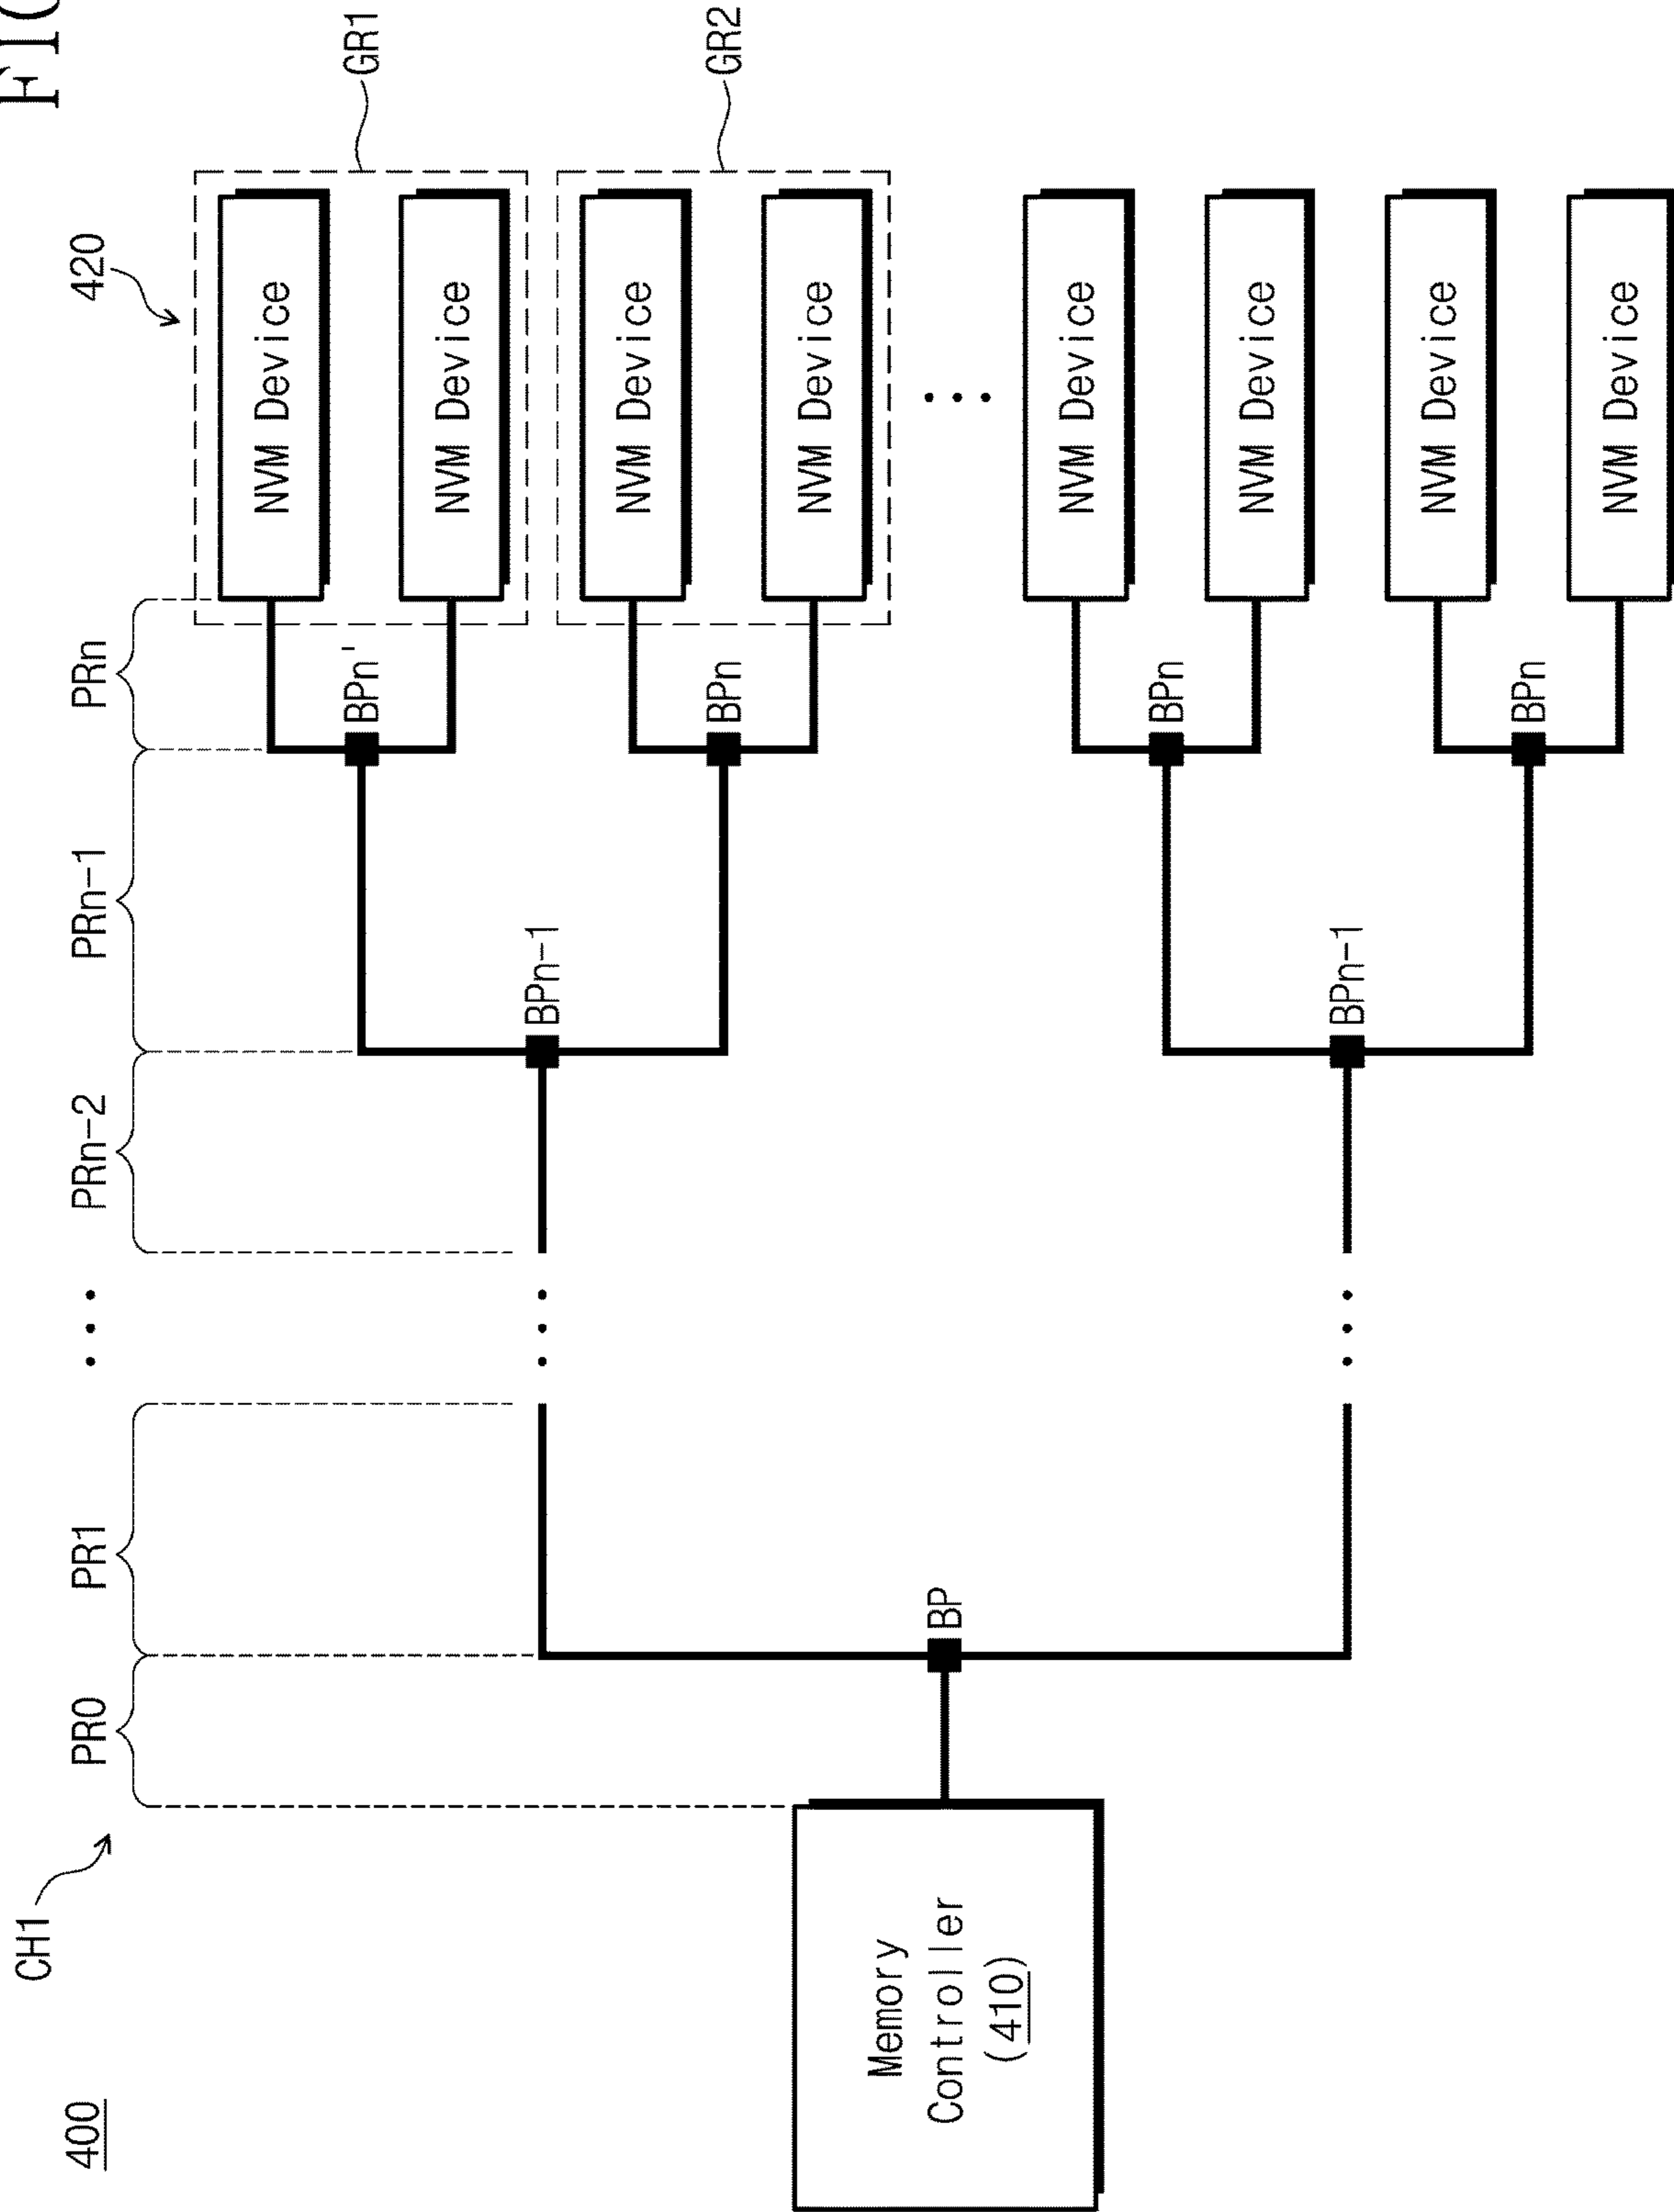 FIG
400
CH1
PR0
PR1
...
PRn-2
PRn-1
PRn
420
GR1
GR2
NVM Device
NVM Device
NVM Device
NVM Device
...
NVM Device
NVM Device
NVM Device
NVM Device
BPn'
BPn
BPn
BPn
BPn-1
BPn-1
BP
Memory
Controller
(410)